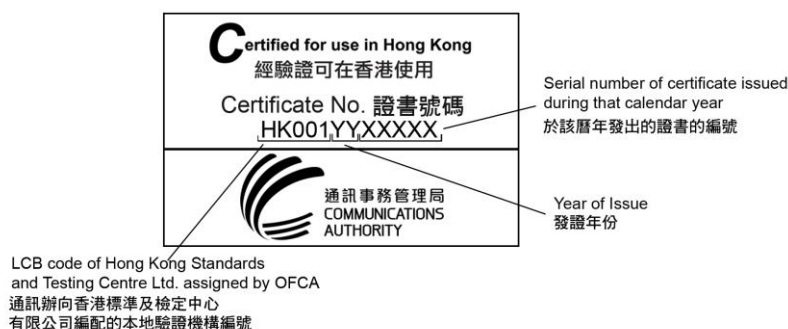 Certified for use in Hong Kong
經驗證可在香港使用
Certificate No. 證書號碼
HK001YYXXXXX
Serial number of certificate issued
during that calendar year
於該曆年發出的證書的編號
通訊事務管理局
COMMUNICATIONS
AUTHORITY
Year of Issue
發證年份
LCB code of Hong Kong Standards
and Testing Centre Ltd. assigned by OFCA
通訊辦向香港標準及檢定中心
有限公司編配的本地驗證機構編號